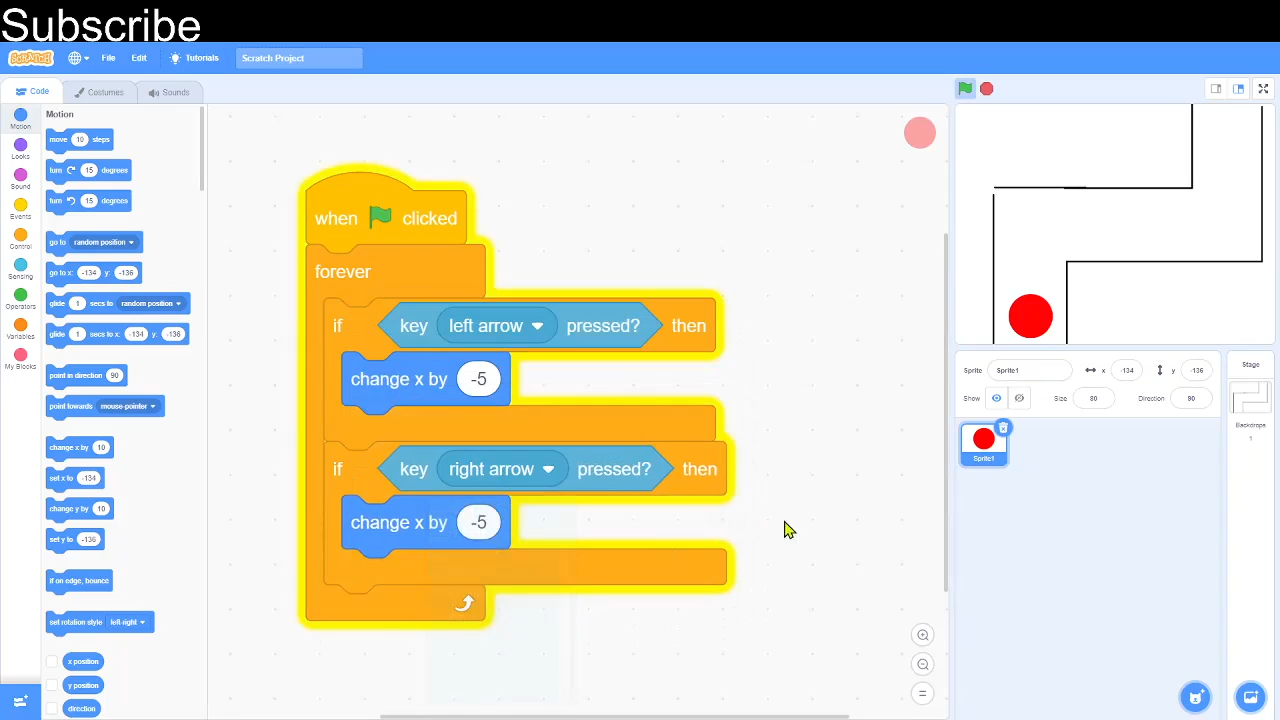 Subscribe
SCRATCH File Edit Tutorials Scratch Project
Code Costumes Sounds
Motion
Looks
Sound
Events
Control
Sensing
Operators
Variables
My Blocks
Motion
move 10 steps
turn 15 degrees
turn 15 degrees
go to random position
go to x: -134 y: -136
glide 1 secs to random position
glide 1 secs to x: -134 y: -136
point in direction 90
point towards mouse-pointer
change x by 10
set x to -134
change y by 10
set y to -136
if on edge, bounce
set rotation style left-right
x position
y position
direction
when clicked
forever
if key left arrow pressed? then
change x by -5
if key right arrow pressed? then
change x by -5
Sprite Sprite1 x -134 y -136
Show Size 80 Direction 90
Sprite1
Stage
Backdrops
1